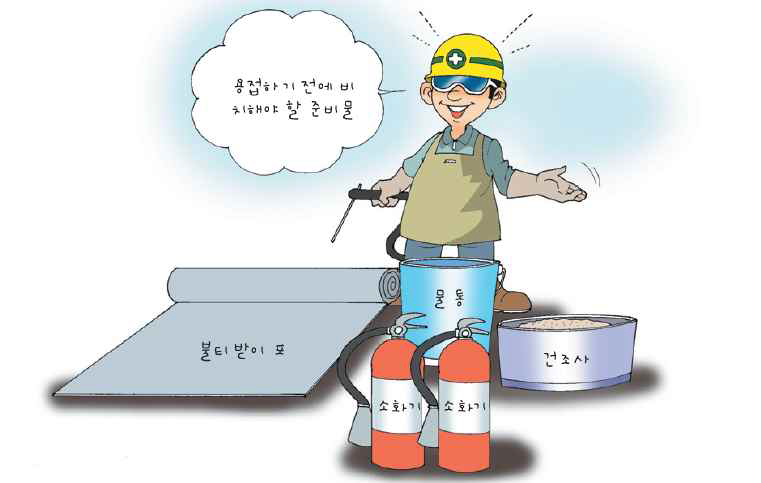 용접하기 전에 비
치해야 할 준비물
물 통
불티받이 포
건조사
소화기
소화기